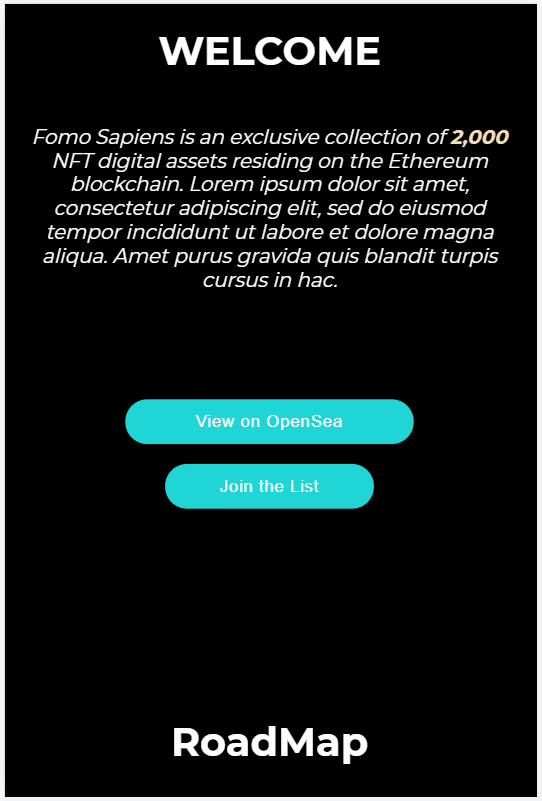 WELCOME
Fomo Sapiens is an exclusive collection of 2,000
NFT digital assets residing on the Ethereum
blockchain. Lorem ipsum dolor sit amet,
consectetur adipiscing elit, sed do eiusmod
tempor incididunt ut labore et dolore magna
aliqua. Amet purus gravida quis blandit turpis
cursus in hac.
View on OpenSea
Join the List
RoadMap